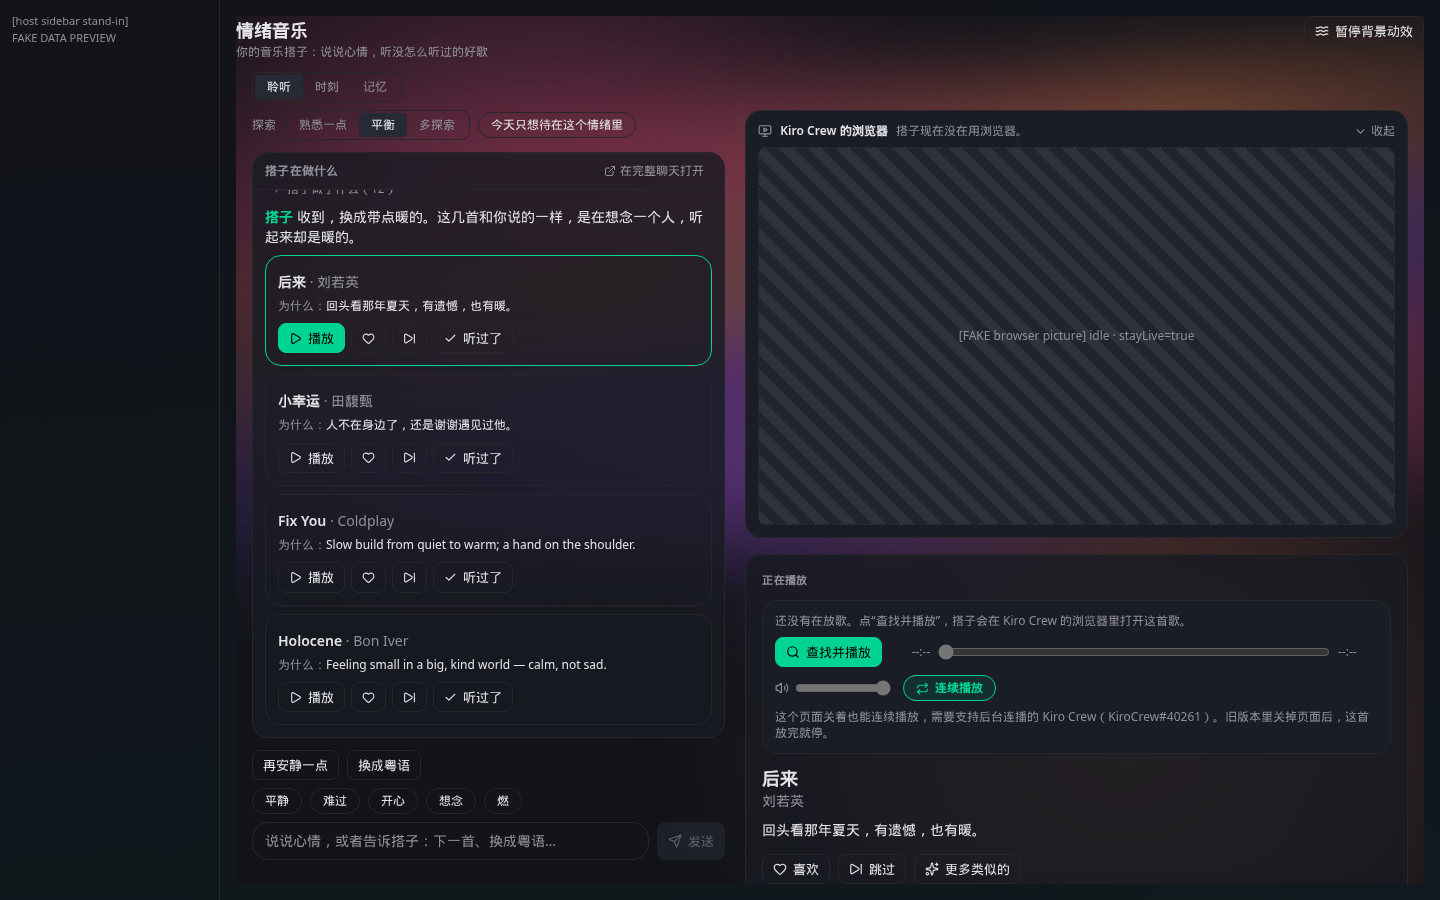 [host sidebar stand-in]
FAKE DATA PREVIEW
情绪音乐
你的音乐搭子：说说心情，听没怎么听过的好歌
暂停背景动效
聆听 时刻 记忆
探索 熟悉一点 平衡 多探索 今天只想待在这个情绪里
搭子在做什么 在完整聊天打开
搭子 收到，换成带点暖的。这几首和你说的一样，是在想念一个人，听
起来却是暖的。
后来 · 刘若英
为什么：回头看那年夏天，有遗憾，也有暖。
播放 听过了
小幸运 · 田馥甄
为什么：人不在身边了，还是谢谢遇见过他。
播放 听过了
Fix You · Coldplay
为什么：Slow build from quiet to warm; a hand on the shoulder.
播放 听过了
Holocene · Bon Iver
为什么：Feeling small in a big, kind world — calm, not sad.
播放 听过了
再安静一点 换成粤语
平静 难过 开心 想念 燃
说说心情，或者告诉搭子：下一首、换成粤语...
发送
Kiro Crew 的浏览器 搭子现在没在用浏览器。 收起
[FAKE browser picture] idle · stayLive=true
正在播放
还没有在放歌。点“查找并播放”，搭子会在 Kiro Crew 的浏览器里打开这首歌。
查找并播放 --:-- --:--
连续播放
这个页面关着也能连续播放，需要支持后台连播的 Kiro Crew（KiroCrew#40261）。旧版本里关掉页面后，这首
放完就停。
后来
刘若英
回头看那年夏天，有遗憾，也有暖。
喜欢 跳过 更多类似的